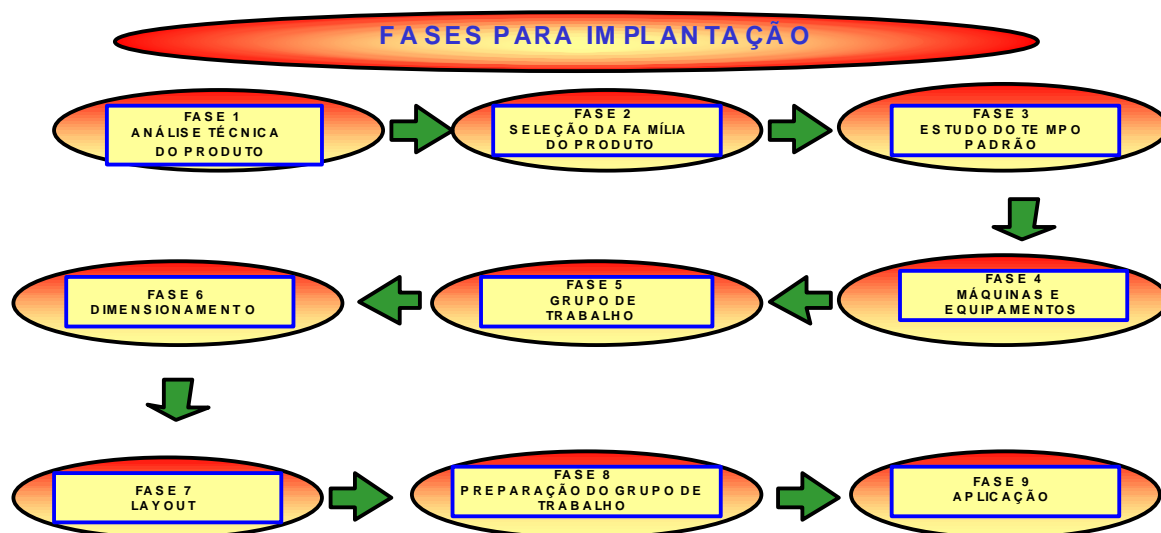 FASES PARA IMPLANTAÇÃO
FASE 1
ANÁLISE TÉCNICA
DO PRODUTO
FASE 2
SELEÇÃO DA FAMÍLIA
DO PRODUTO
FASE 3
ESTUDO DO TEMPO
PADRÃO
FASE 4
MÁQUINAS E
EQUIPAMENTOS
FASE 5
GRUPO DE
TRABALHO
FASE 6
DIMENSIONAMENTO
FASE 7
LAYOUT
FASE 8
PREPARAÇÃO DO GRUPO DE
TRABALHO
FASE 9
APLICAÇÃO